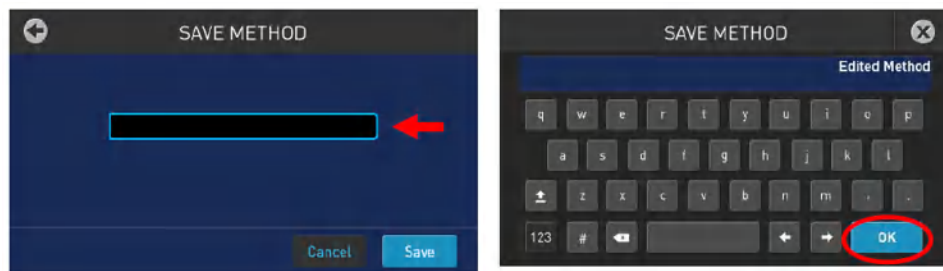 SAVE METHOD
Cancel Save
SAVE METHOD
Edited Method
q w e r t y u i o p
a s d f g h j k l
z x c v b n m , .
123 # OK